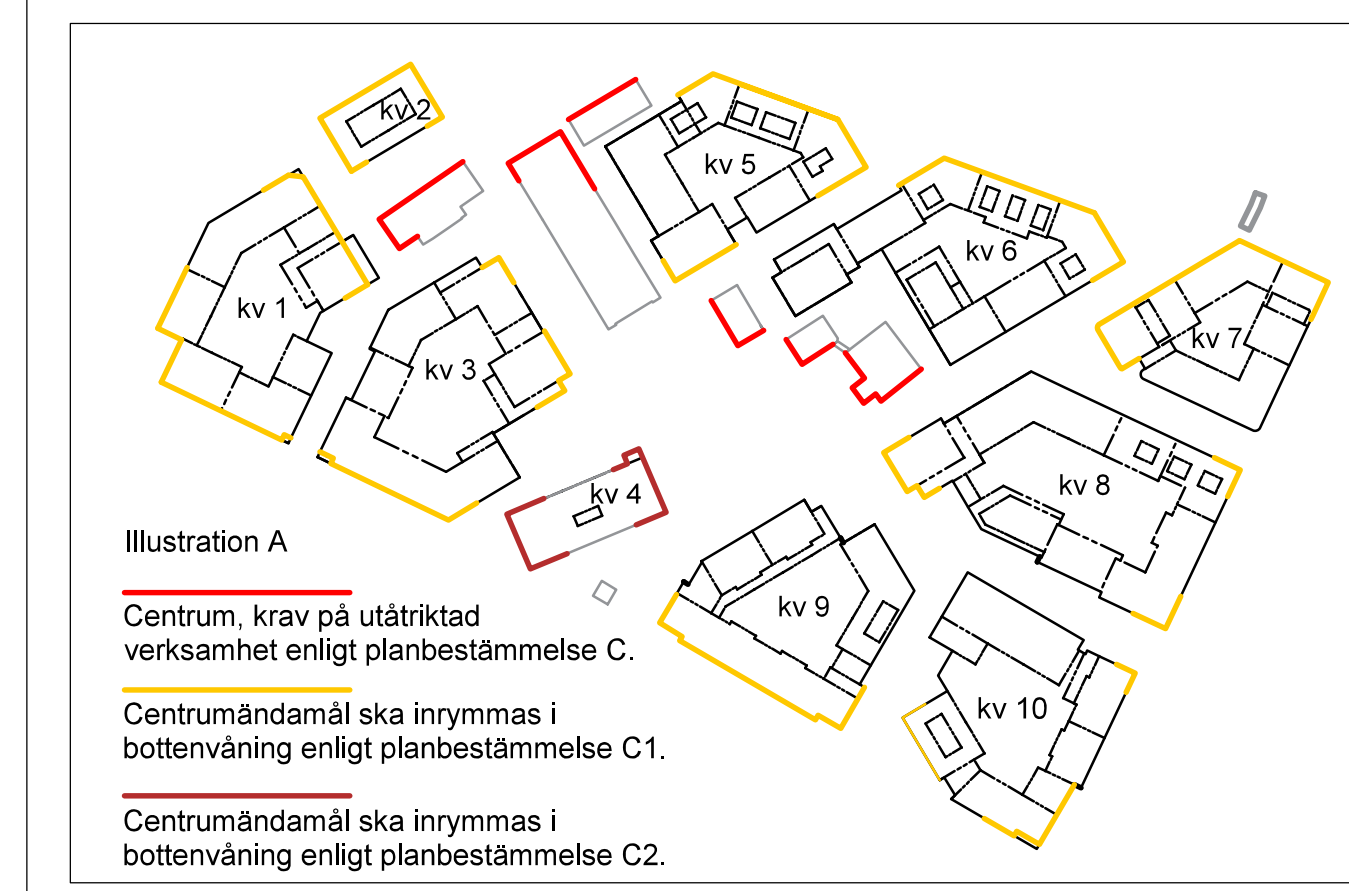 kv 2
kv 5
kv 6
kv 1
kv 7
kv 3
kv 8
kv 4
kv 9
kv 10
Illustration A
Centrum, krav på utåtriktad
verksamhet enligt planbestämmelse C.
Centrumändamål ska inrymmas i
bottenvåning enligt planbestämmelse C1.
Centrumändamål ska inrymmas i
bottenvåning enligt planbestämmelse C2.